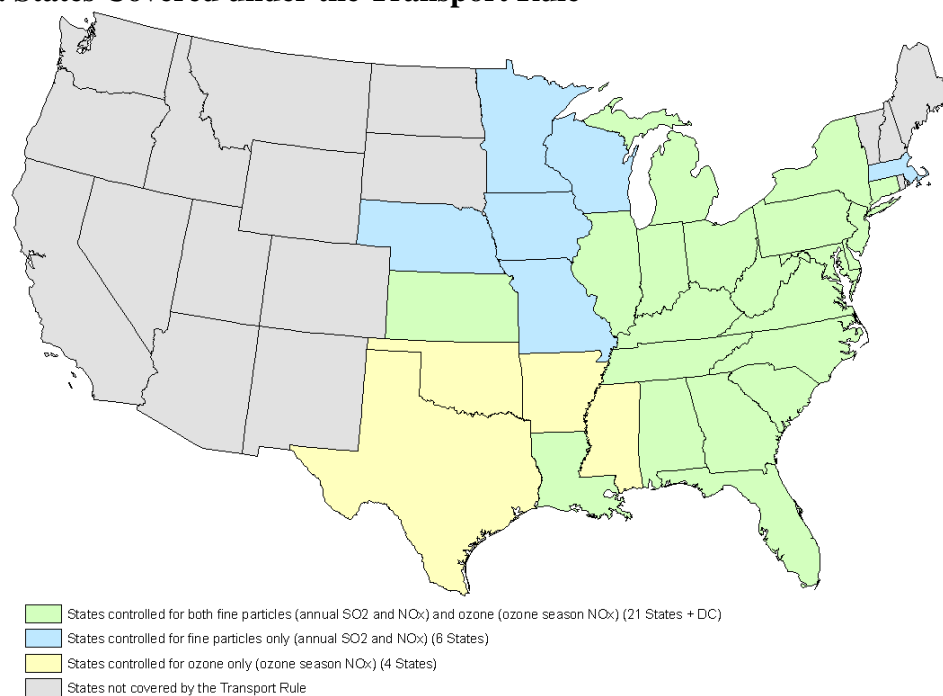 States Covered under the Transport Rule
States controlled for both fine particles (annual SO2 and NOx) and ozone (ozone season NOx) (21 States + DC)
States controlled for fine particles only (annual SO2 and NOx) (6 States)
States controlled for ozone only (ozone season NOx) (4 States)
States not covered by the Transport Rule